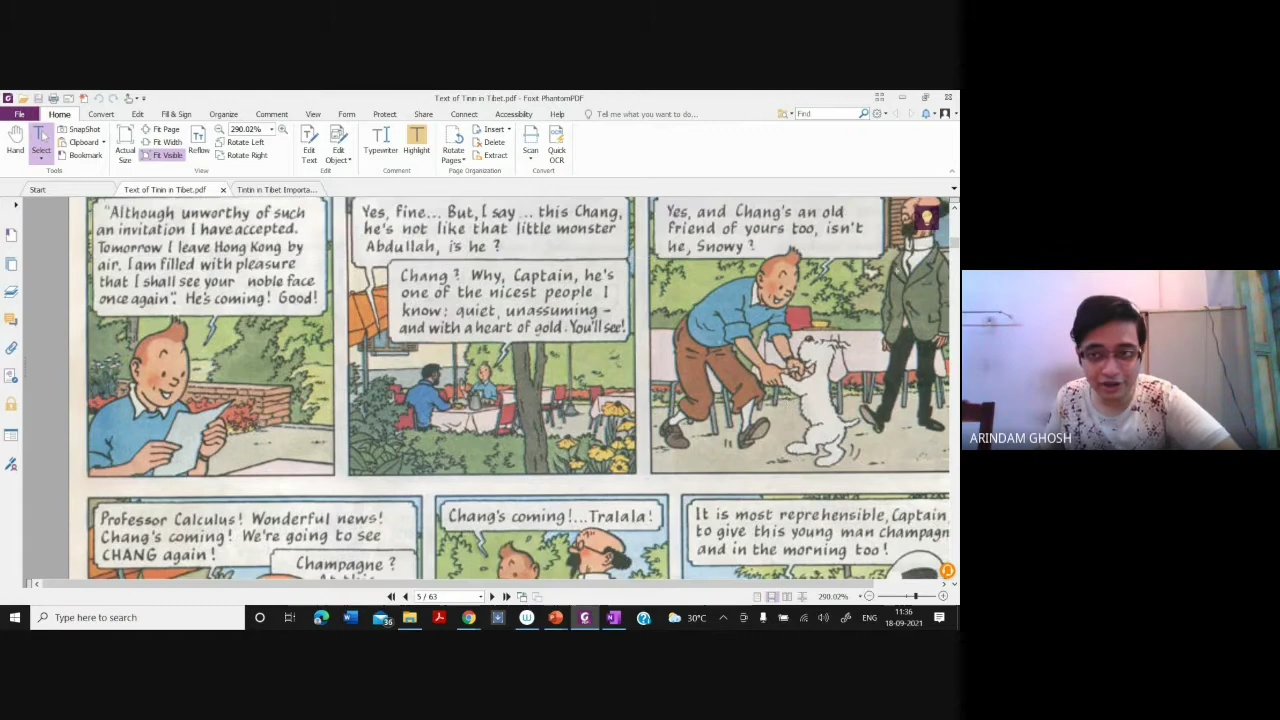 Text of Tinin in Tibet.pdf - Foxit PhantomPDF
File Home Convert Edit Fill & Sign Organize Comment View Form Protect Share Connect Accessibility Help Tell me what you want to do... Find
SnapShot
Clipboard
Bookmark
Hand Select
Tools
Actual Size
Fit Page
Fit Width
Fit Visible
Reflow
290.02%
Rotate Left
Rotate Right
View
Edit Text
Edit Object
Edit
Typewriter
Highlight
Comment
Rotate Pages
Insert
Delete
Extract
Page Organization
Scan
Quick OCR
Convert
Start Text of Tinin in Tibet.pdf Tintin in Tibet Importa...
"Although unworthy of such
an invitation I have accepted.
Tomorrow I leave Hong Kong by
air. I am filled with pleasure
that I shall see your noble face
once again". He's coming! Good!
Yes, fine... But, I say ... this Chang,
he's not like that little monster
Abdullah, is he ?
Chang ? Why, Captain, he's
one of the nicest people I
know: quiet, unassuming -
and with a heart of gold. You'll see!
Yes, and Chang's an old
friend of yours too, isn't
he, Snowy ?
Professor Calculus! Wonderful news!
Chang's coming! We're going to see
CHANG again!
Champagne ?
Chang's coming!...Tralala!
It is most reprehensible, Captain,
to give this young man champagn
and in the morning too!
5 / 63
290.02%
Type here to search
36
30°C
ENG
11:36
18-09-2021
ARINDAM GHOSH